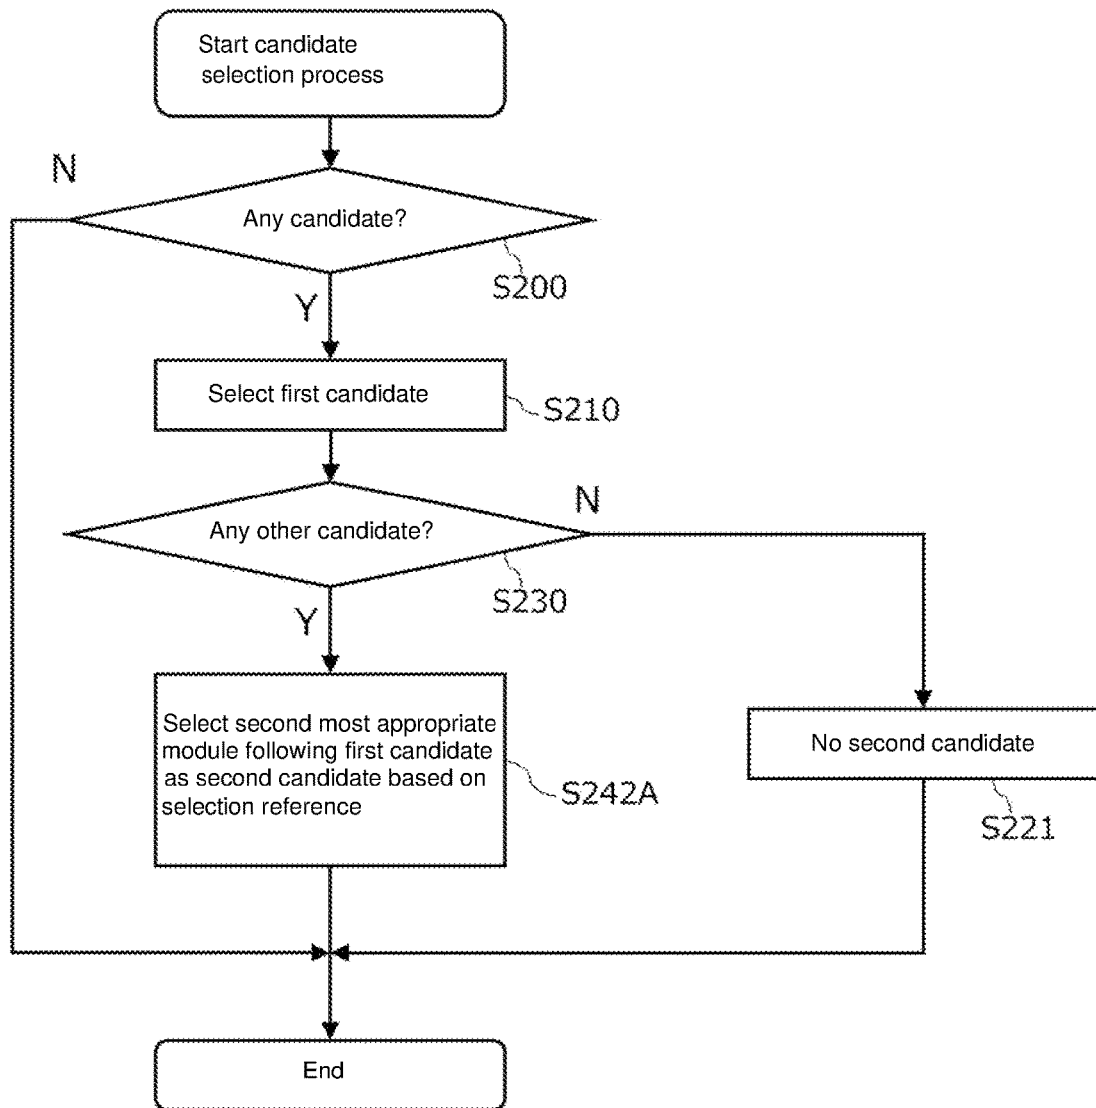 Start candidate
selection process
N
Any candidate?
S200
Y
Select first candidate
S210
N
Any other candidate?
S230
Y
Select second most appropriate
module following first candidate
as second candidate based on
selection reference
S242A
No second candidate
S221
End